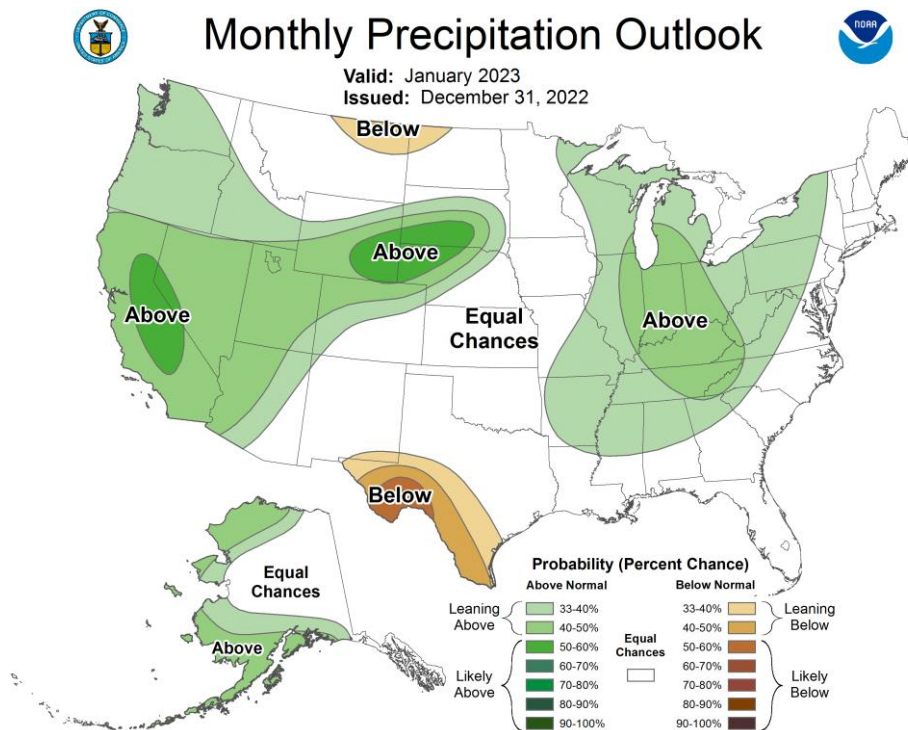 Monthly Precipitation Outlook
NOAA
Valid: January 2023
Issued: December 31, 2022
Below
Above
Above
Equal
Chances
Above
Below
Equal
Chances
Above
Probability (Percent Chance)
Above Normal
Below Normal
Leaning
Above
33-40%
40-50%
Likely
Above
50-60%
60-70%
70-80%
80-90%
90-100%
Equal
Chances
33-40%
40-50%
Leaning
Below
50-60%
60-70%
70-80%
80-90%
90-100%
Likely
Below